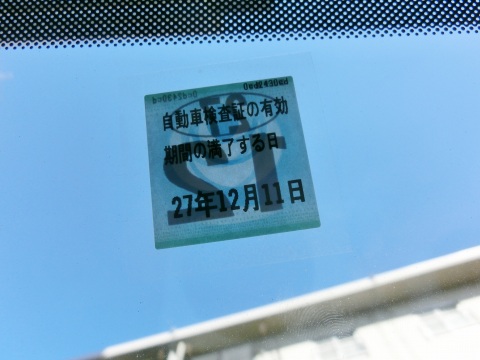 自動車検査証の有効
期間の満了する日
27年12月11日